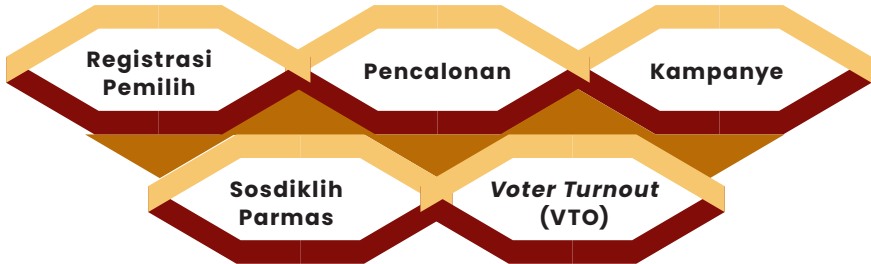 Registrasi
Pemilih
Pencalonan
Kampanye
Sosdiklih
Parmas
Voter Turnout
(VTO)